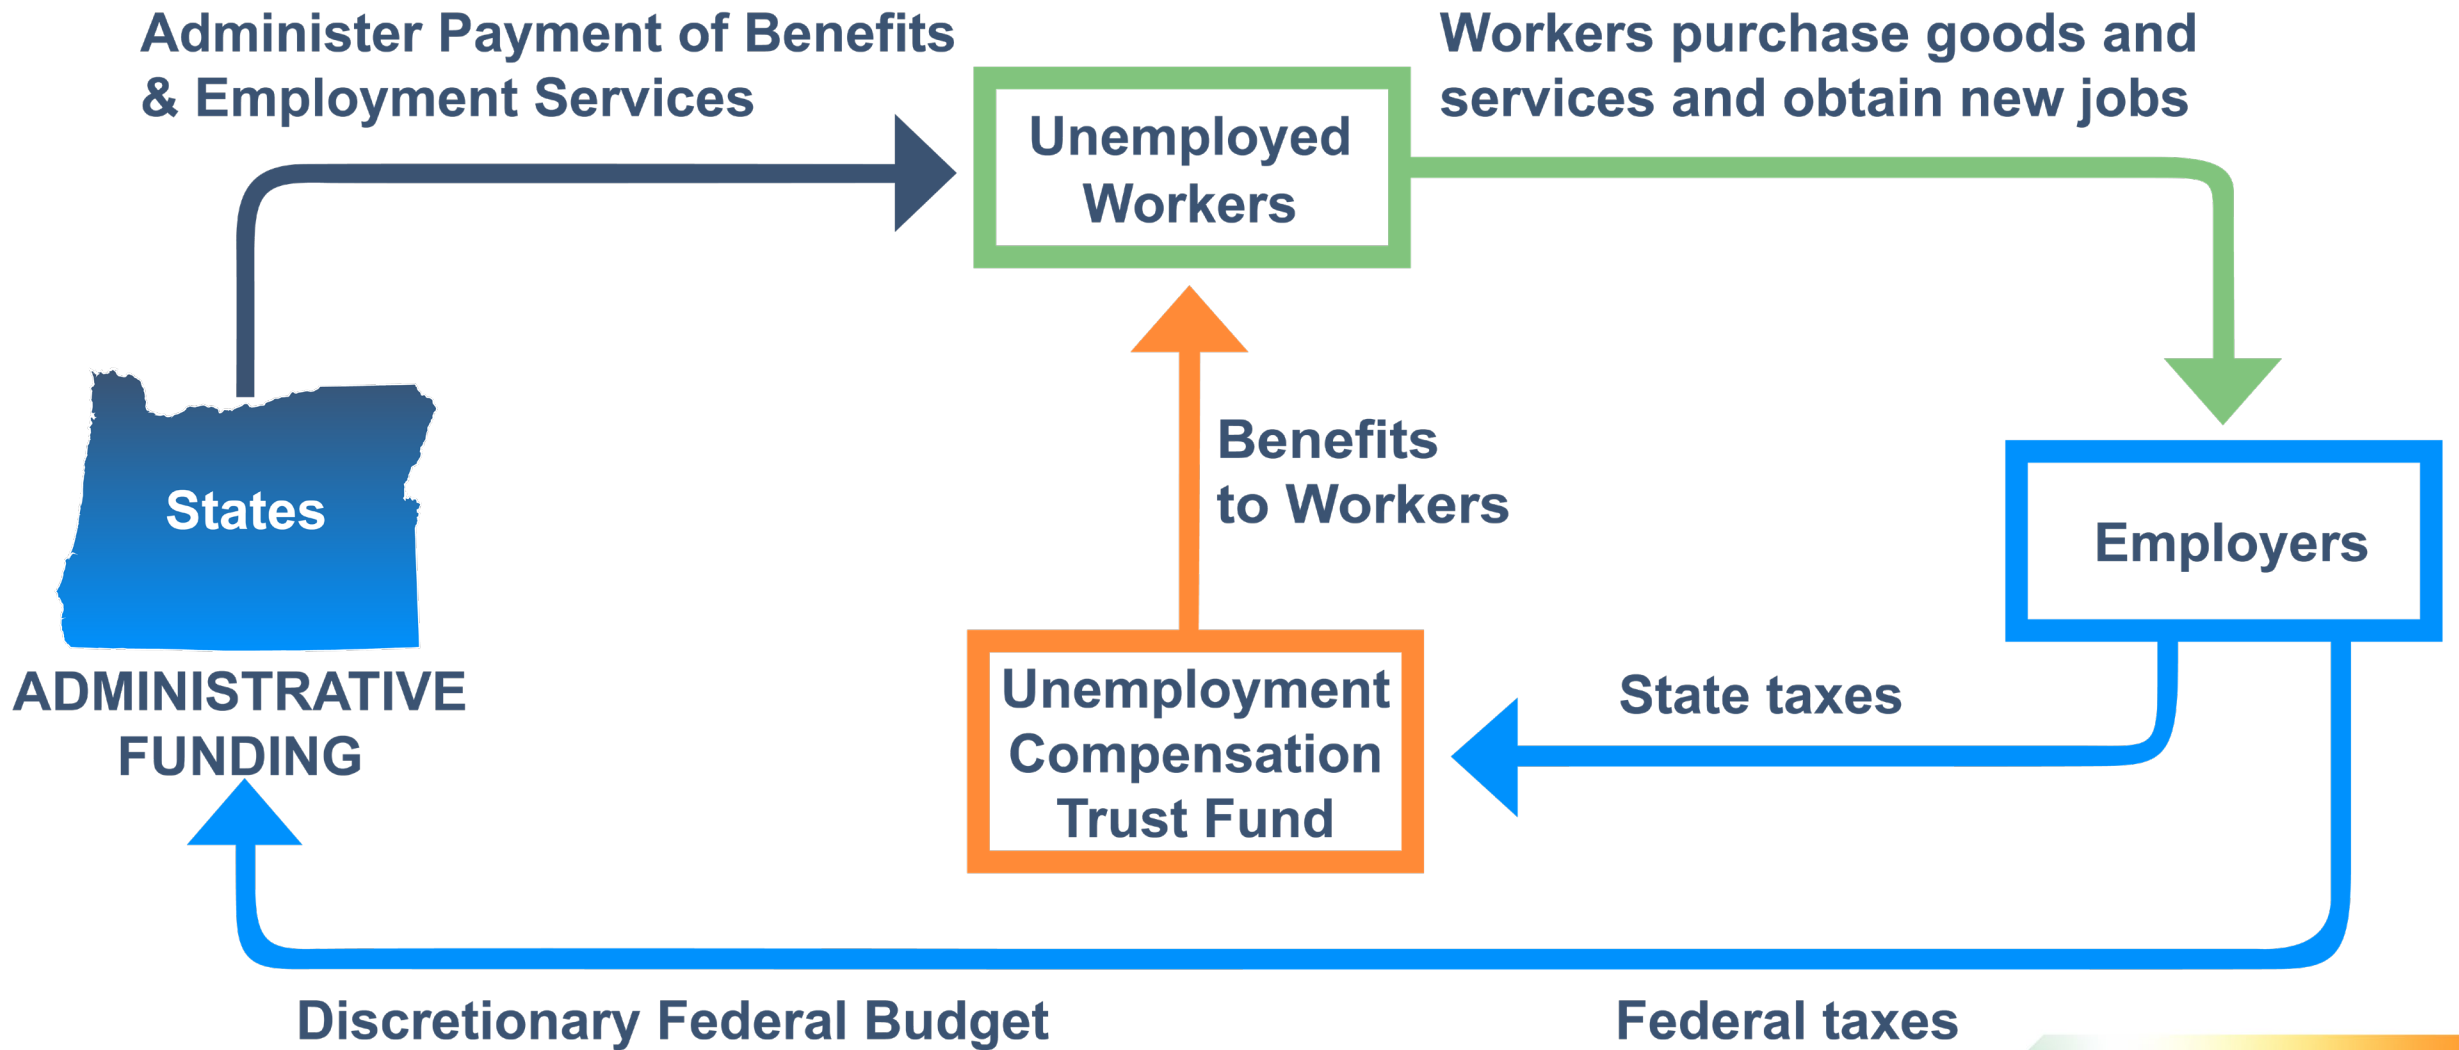 Administer Payment of Benefits
& Employment Services
Workers purchase goods and
services and obtain new jobs
Unemployed
Workers
Benefits
to Workers
States
Employers
ADMINISTRATIVE
FUNDING
Unemployment
Compensation
Trust Fund
State taxes
Discretionary Federal Budget
Federal taxes